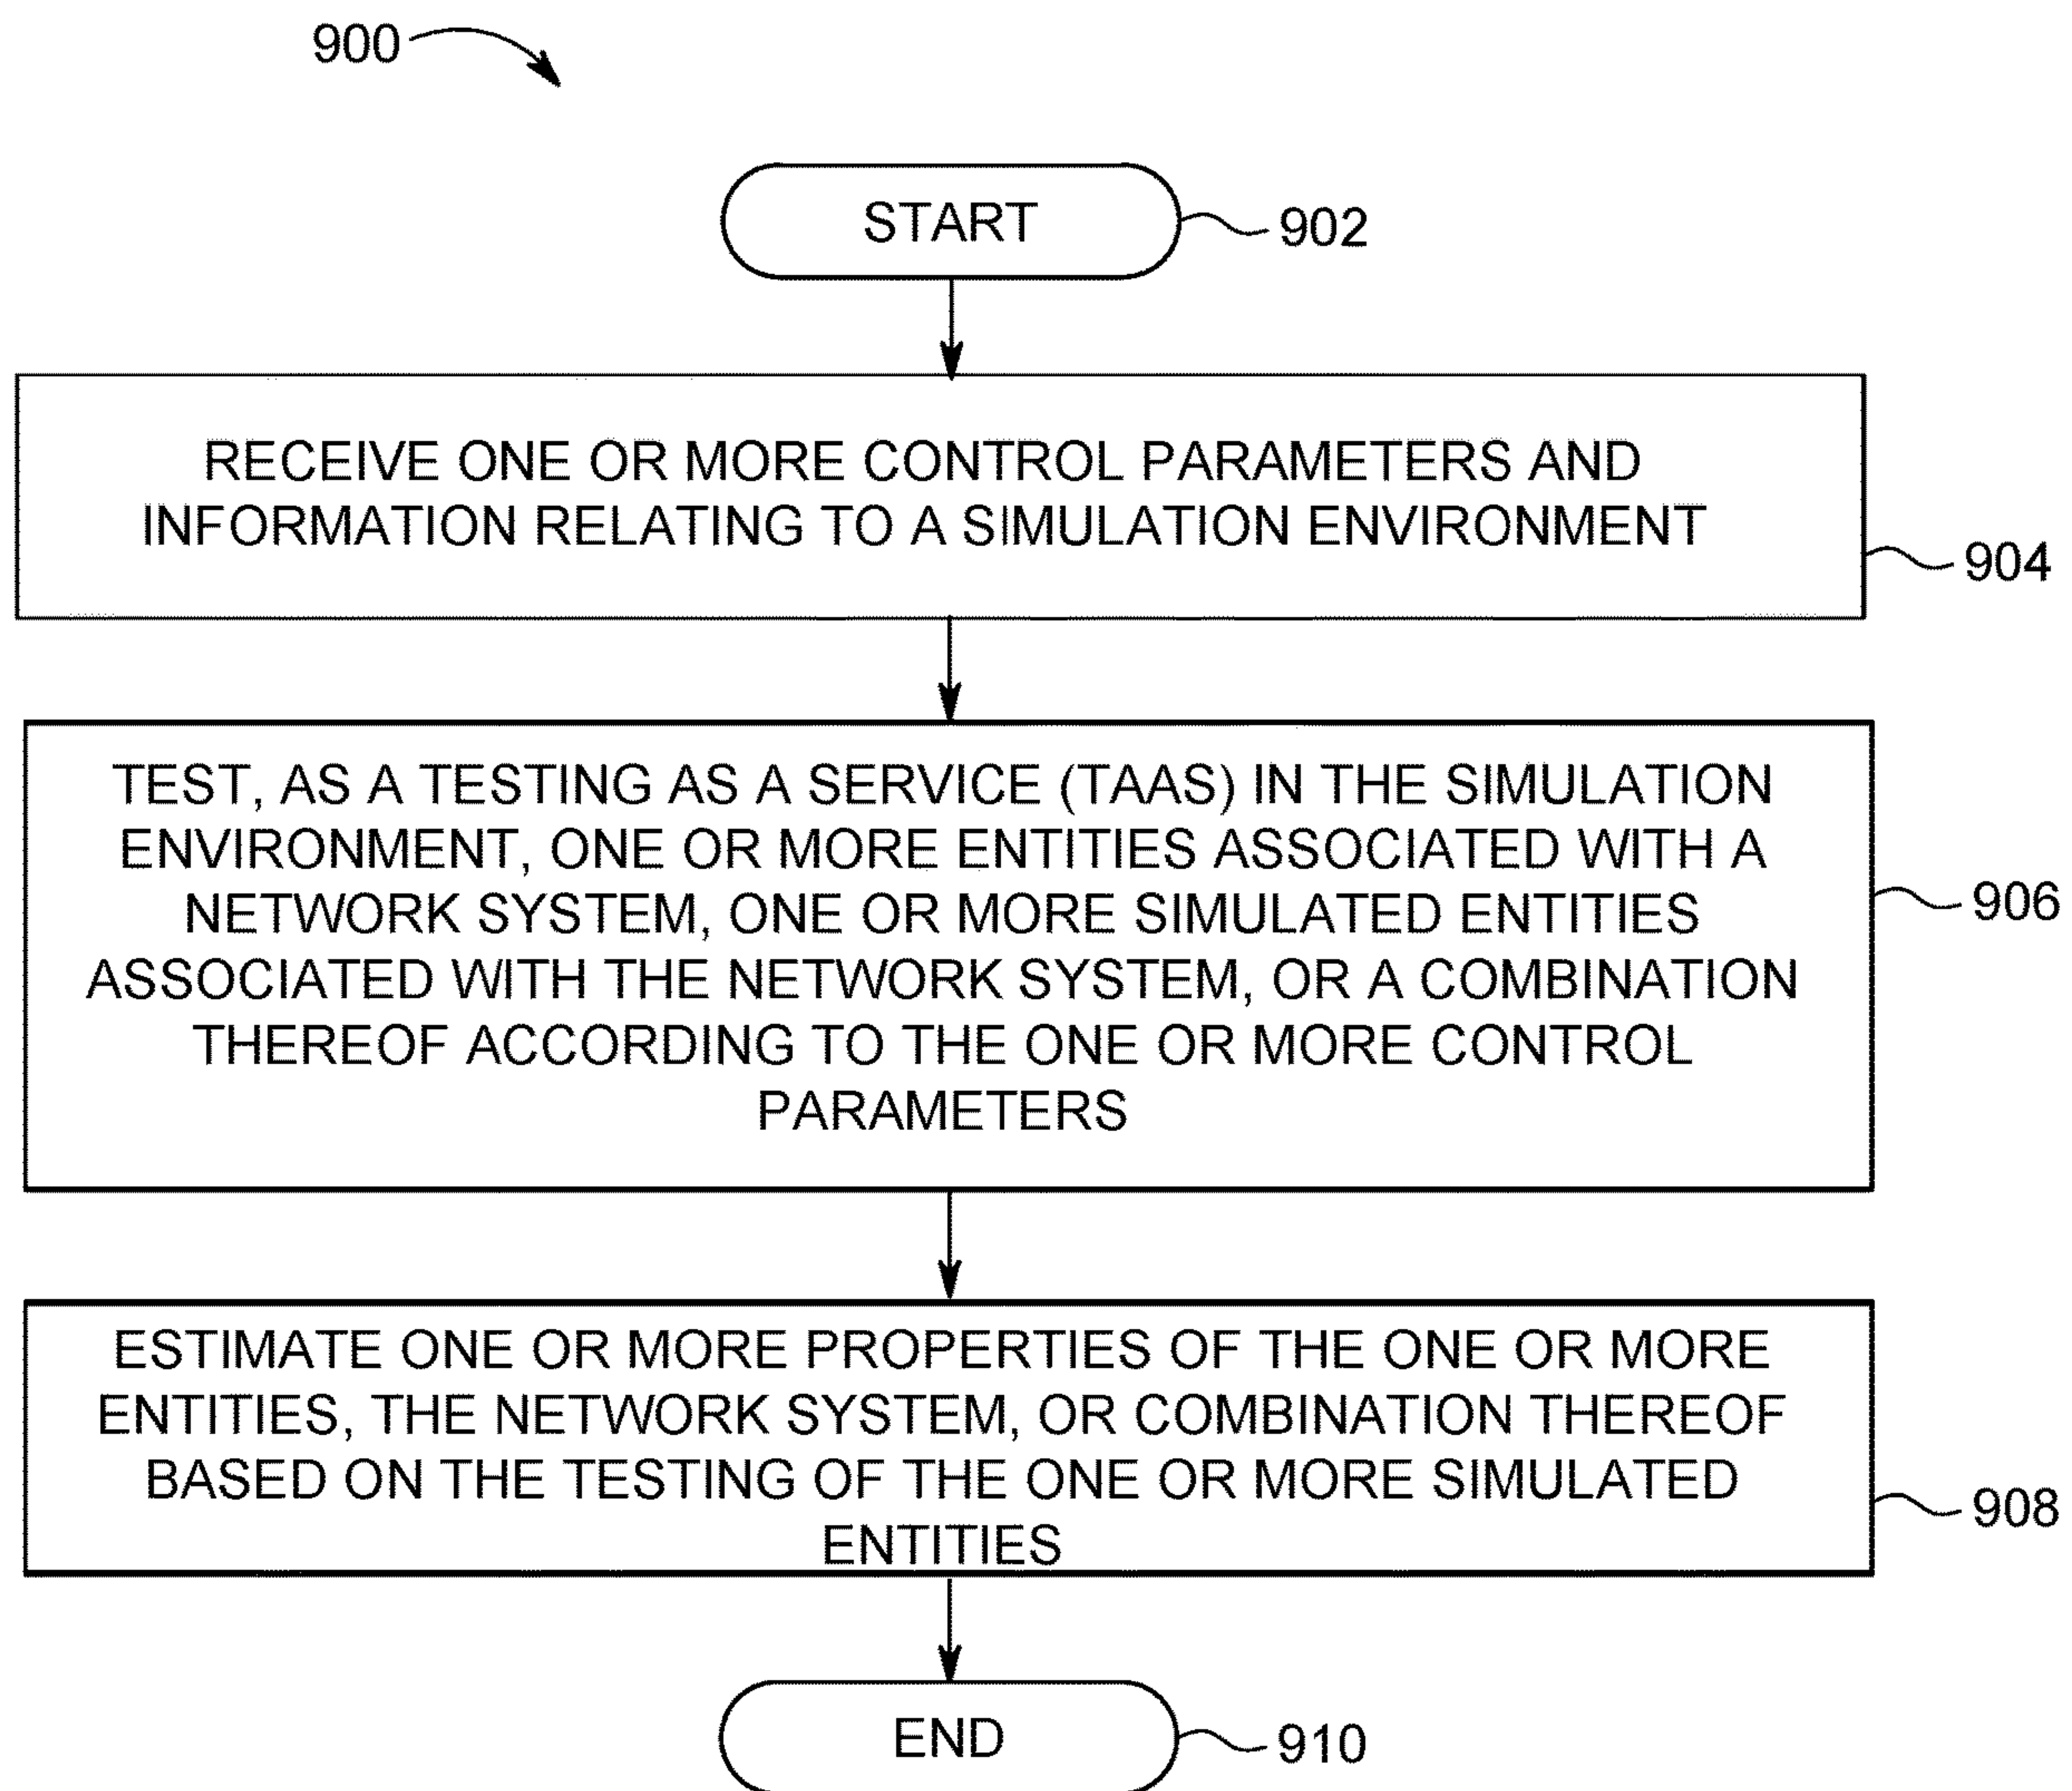 900
START
902
RECEIVE ONE OR MORE CONTROL PARAMETERS AND
INFORMATION RELATING TO A SIMULATION ENVIRONMENT
904
TEST, AS A TESTING AS A SERVICE (TAAS) IN THE SIMULATION
ENVIRONMENT, ONE OR MORE ENTITIES ASSOCIATED WITH A
NETWORK SYSTEM, ONE OR MORE SIMULATED ENTITIES
ASSOCIATED WITH THE NETWORK SYSTEM, OR A COMBINATION
THEREOF ACCORDING TO THE ONE OR MORE CONTROL
PARAMETERS
906
ESTIMATE ONE OR MORE PROPERTIES OF THE ONE OR MORE
ENTITIES, THE NETWORK SYSTEM, OR COMBINATION THEREOF
BASED ON THE TESTING OF THE ONE OR MORE SIMULATED
ENTITIES
908
END
910